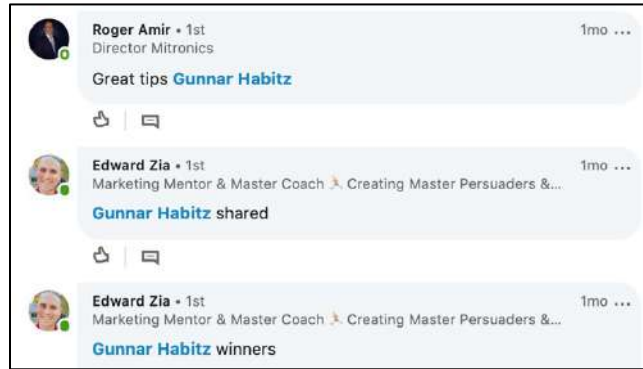 Roger Amir • 1st 1mo ...
Director Mitronics
Great tips Gunnar Habitz
Edward Zia • 1st 1mo ...
Marketing Mentor & Master Coach 🏃 Creating Master Persuaders &...
Gunnar Habitz shared
Edward Zia • 1st 1mo ...
Marketing Mentor & Master Coach 🏃 Creating Master Persuaders &...
Gunnar Habitz winners